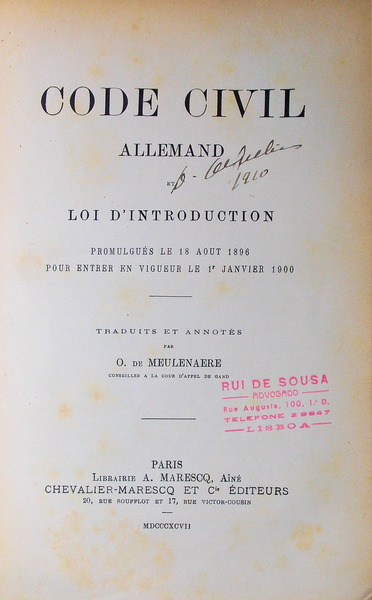 CODE CIVIL
ALLEMAND
ET
LOI D'INTRODUCTION
PROMULGUÉS LE 18 AOUT 1896
POUR ENTRER EN VIGUEUR LE 1ᵉʳ JANVIER 1900
TRADUITS ET ANNOTÉS
PAR
O. DE MEULENAERE
CONSEILLER A LA COUR D'APPEL DE GAND
1910
RUI DE SOUSA
ADVOGADO
Rua Augusta, 100, 1.º D.
TELEFONE 29847
LISBOA
PARIS
LIBRAIRIE A. MARESCQ, AÎNÉ
CHEVALIER-MARESCQ ET Cⁱᵉ ÉDITEURS
20, RUE SOUFFLOT ET 17, RUE VICTOR-COUSIN
MDCCCXCVII